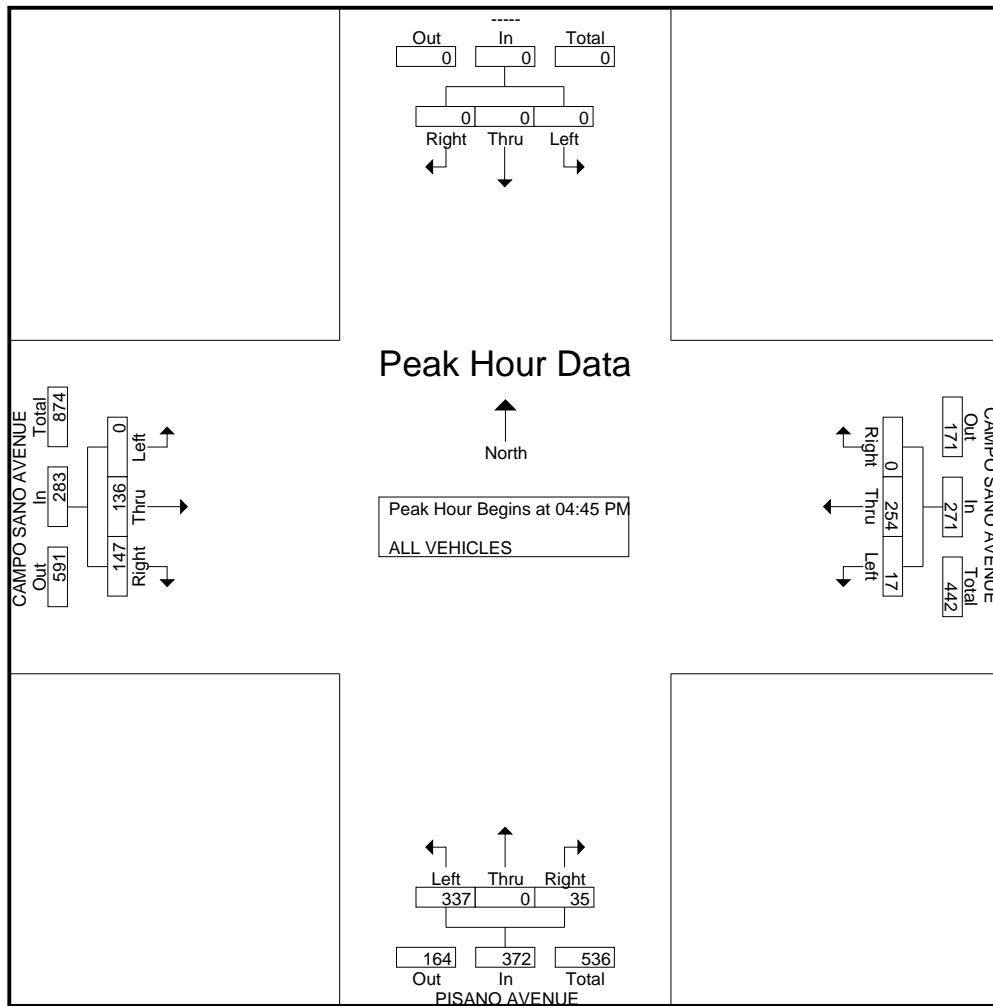 -----
Out In Total
0 0 0
0 0 0
Right Thru Left
Peak Hour Data
North
Peak Hour Begins at 04:45 PM
ALL VEHICLES
CAMPO SANO AVENUE
Out In Total
591 283 874
147 136 0
Right Thru Left
CAMPO SANO AVENUE
Out In Total
171 271 442
0 254 17
Right Thru Left
Left Thru Right
337 0 35
164 372 536
Out In Total
PISANO AVENUE